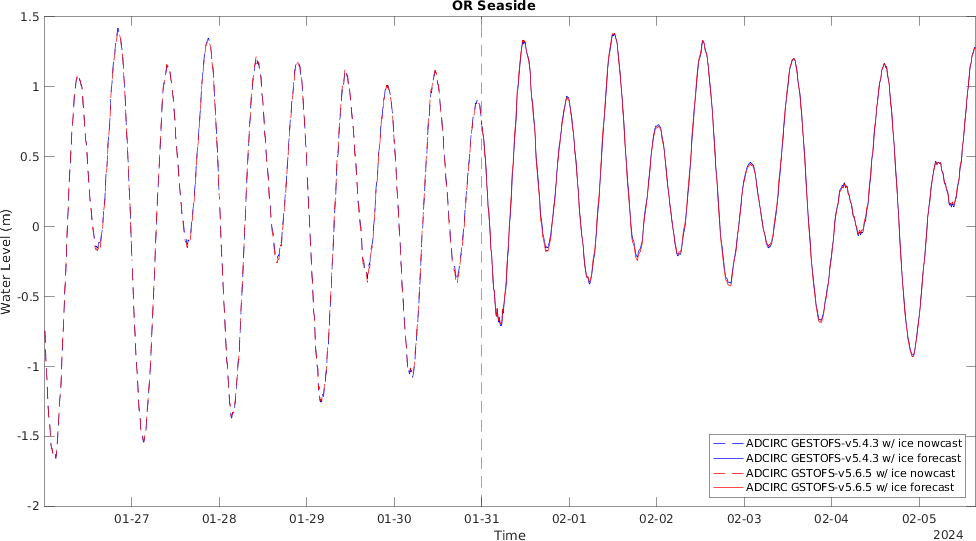 OR Seaside
1.5
1
0.5
0
-0.5
-1
-1.5
-2
Water Level (m)
ADCIRC GESTOFS-v5.4.3 w/ ice nowcast
ADCIRC GESTOFS-v5.4.3 w/ ice forecast
ADCIRC GSTOFS-v5.6.5 w/ ice nowcast
ADCIRC GSTOFS-v5.6.5 w/ ice forecast
01-27 01-28 01-29 01-30 01-31 02-01 02-02 02-03 02-04 02-05
Time
2024